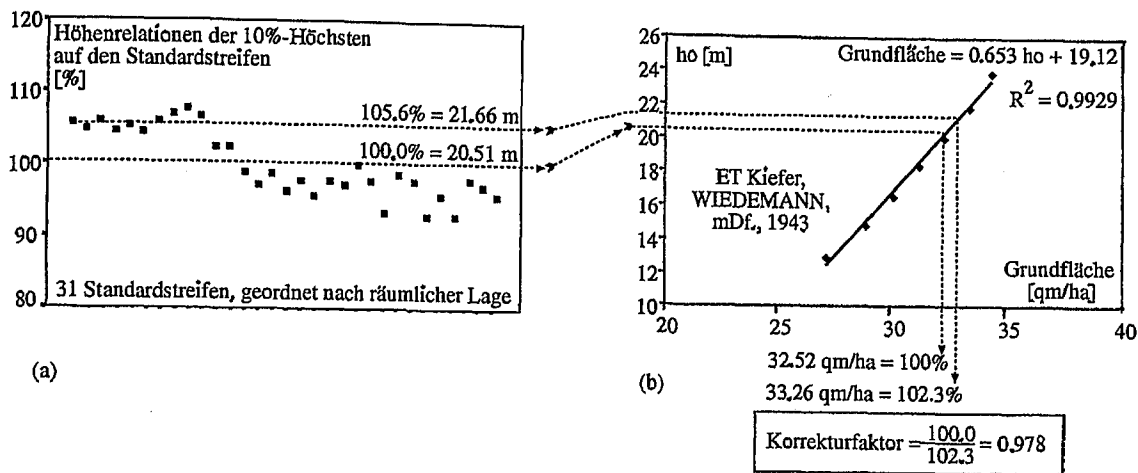 120
110
100
90
80
Höhenrelationen der 10%-Höchsten
auf den Standardstreifen
[%]
105.6% = 21.66 m
100.0% = 20.51 m
31 Standardstreifen, geordnet nach räumlicher Lage
(a)
26
24
22
20
18
16
14
12
10
ho [m]
Grundfläche = 0.653 ho + 19.12
R² = 0.9929
ET Kiefer,
WIEDEMANN,
mDf., 1943
Grundfläche
[qm/ha]
20 25 30 35 40
32.52 qm/ha = 100%
33.26 qm/ha = 102.3%
(b)
Korrekturfaktor = 100.0 / 102.3 = 0.978